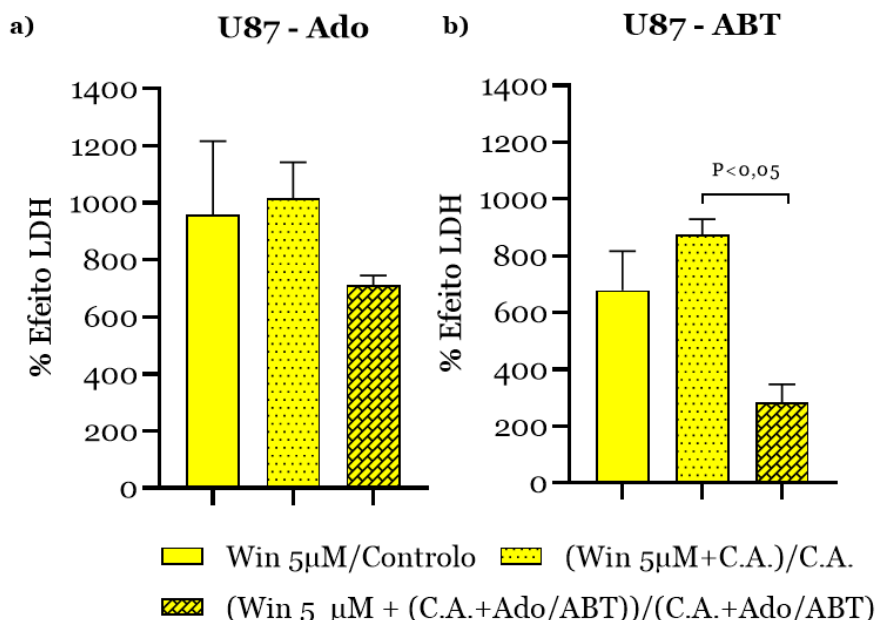 a) U87 - Ado
1400
1200
1000
800
600
400
200
0
% Efeito LDH
b) U87 - ABT
1400
1200
1000
800
600
400
200
0
% Efeito LDH
P<0,05
Win 5µM/Controlo (Win 5µM+C.A.)/C.A.
(Win 5 µM + (C.A.+Ado/ABT))/(C.A.+Ado/ABT)